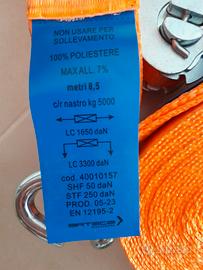 NON USARE PER
SOLLEVAMENTO
100% POLIESTERE
MAX ALL. 7%
metri 8,5
c/r nastro kg 5000
LC 1650 daN
LC 3300 daN
cod. 40010157
SHF 50 daN
STF 250 daN
PROD. 05-23
EN 12195-2